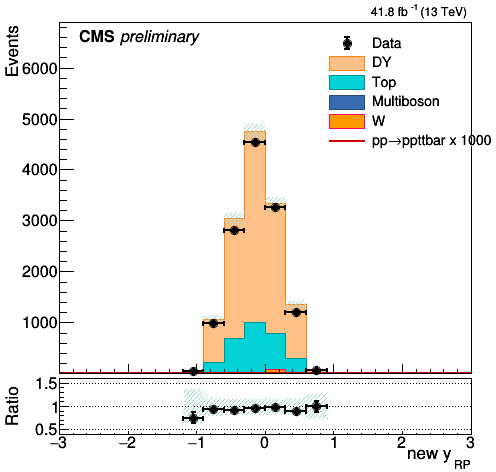 41.8 fb⁻¹ (13 TeV)
CMS preliminary
Events
Data
DY
Top
Multiboson
W
pp→ppttbar x 1000
6000
5000
4000
3000
2000
1000
Ratio
1.5
1
0.5
−3 −2 −1 0 1 2 3
new y_RP